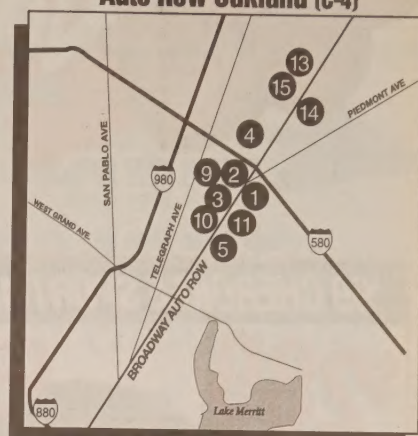 Auto Row Oakland (C-4)
13
15
14
PIEDMONT AVE
4
SAN PABLO AVE
980
TELEGRAPH AVE
9
2
3
1
WEST GRAND AVE.
10
11
5
580
BROADWAY AUTO ROW
880
Lake Merritt